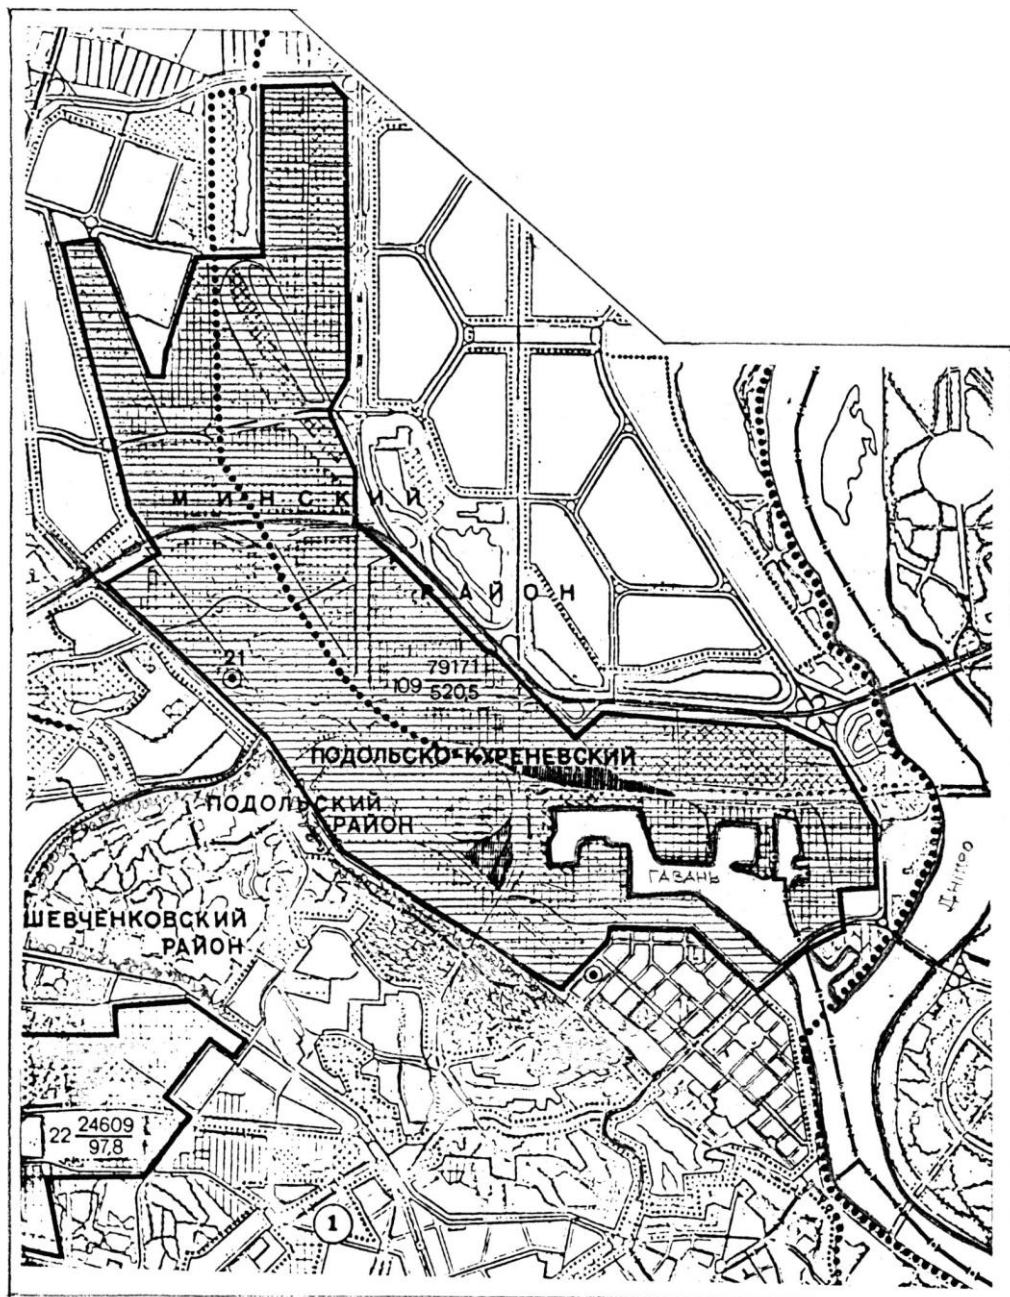 МИНСКИЙ
РАЙОН
21
109 79171
520,5
ПОДОЛЬСКО-КУРЕНЕВСКИЙ
ПОДОЛЬСКИЙ
РАЙОН
ГАВАНЬ
ДНІПРО
ШЕВЧЕНКОВСКИЙ
РАЙОН
22 24609
97,8
1